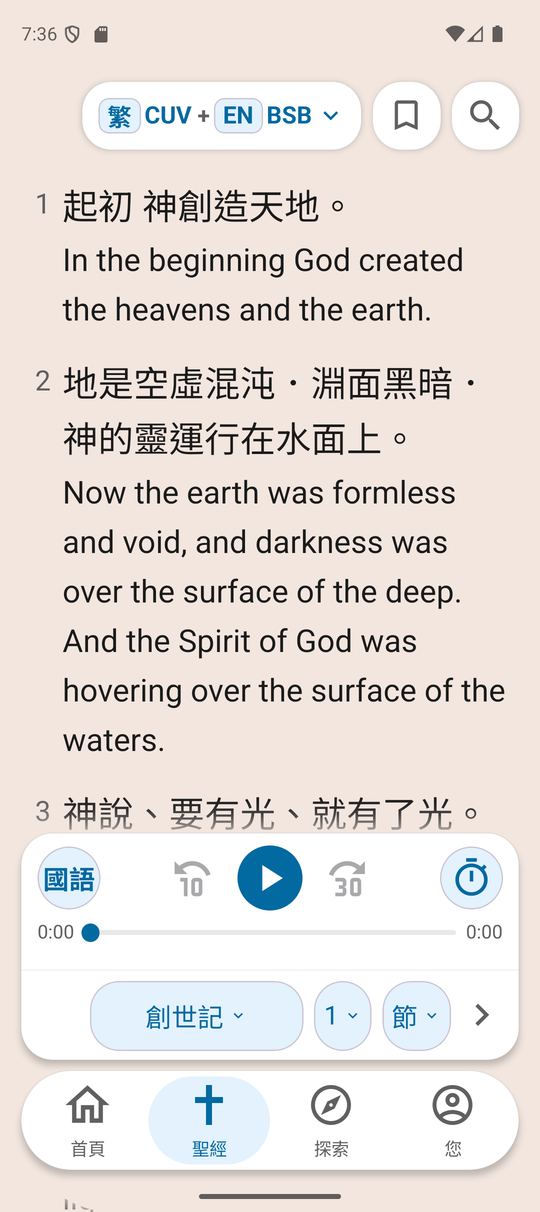 7:36
繁 CUV + EN BSB
1 起初 神創造天地。
In the beginning God created
the heavens and the earth.
2 地是空虛混沌．淵面黑暗．
神的靈運行在水面上。
Now the earth was formless
and void, and darkness was
over the surface of the deep.
And the Spirit of God was
hovering over the surface of the
waters.
3 神說、要有光、就有了光。
國語 10 30
0:00 0:00
創世記 1 節
首頁 聖經 探索 您